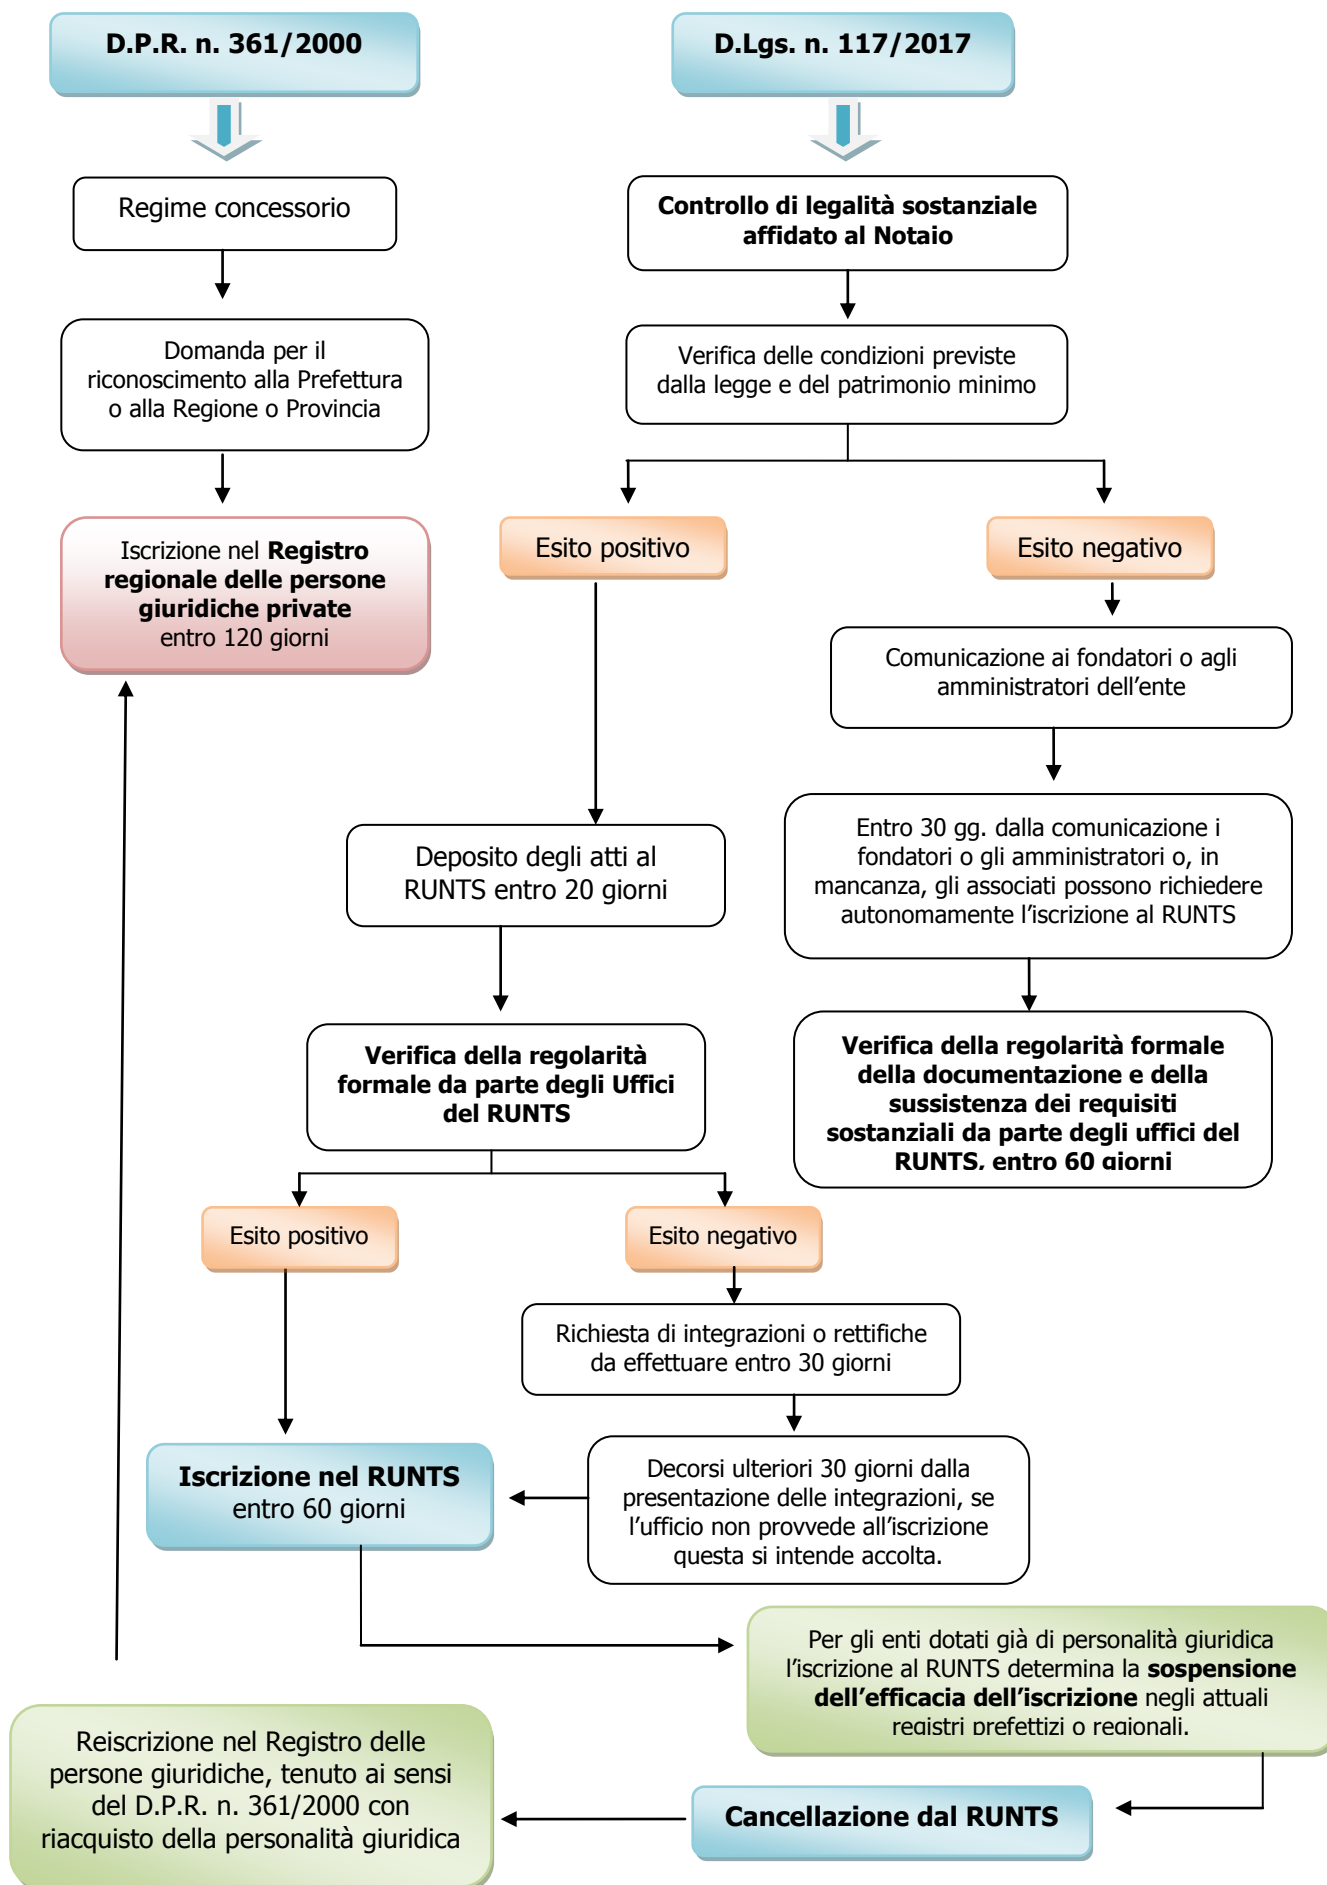 D.P.R. n. 361/2000
D.Lgs. n. 117/2017
Regime concessorio
Controllo di legalità sostanziale
affidato al Notaio
Domanda per il
riconoscimento alla Prefettura
o alla Regione o Provincia
Verifica delle condizioni previste
dalla legge e del patrimonio minimo
Iscrizione nel Registro
regionale delle persone
giuridiche private
entro 120 giorni
Esito positivo
Esito negativo
Comunicazione ai fondatori o agli
amministratori dell’ente
Deposito degli atti al
RUNTS entro 20 giorni
Entro 30 gg. dalla comunicazione i
fondatori o gli amministratori o, in
mancanza, gli associati possono richiedere
autonomamente l’iscrizione al RUNTS
Verifica della regolarità
formale da parte degli Uffici
del RUNTS
Verifica della regolarità formale
della documentazione e della
sussistenza dei requisiti
sostanziali da parte degli uffici del
RUNTS, entro 60 giorni
Esito positivo
Esito negativo
Richiesta di integrazioni o rettifiche
da effettuare entro 30 giorni
Iscrizione nel RUNTS
entro 60 giorni
Decorsi ulteriori 30 giorni dalla
presentazione delle integrazioni, se
l’ufficio non provvede all’iscrizione
questa si intende accolta.
Per gli enti dotati già di personalità giuridica
l’iscrizione al RUNTS determina la sospensione
dell’efficacia dell’iscrizione negli attuali
registri prefettizi o regionali.
Reiscrizione nel Registro delle
persone giuridiche, tenuto ai sensi
del D.P.R. n. 361/2000 con
riacquisto della personalità giuridica
Cancellazione dal RUNTS